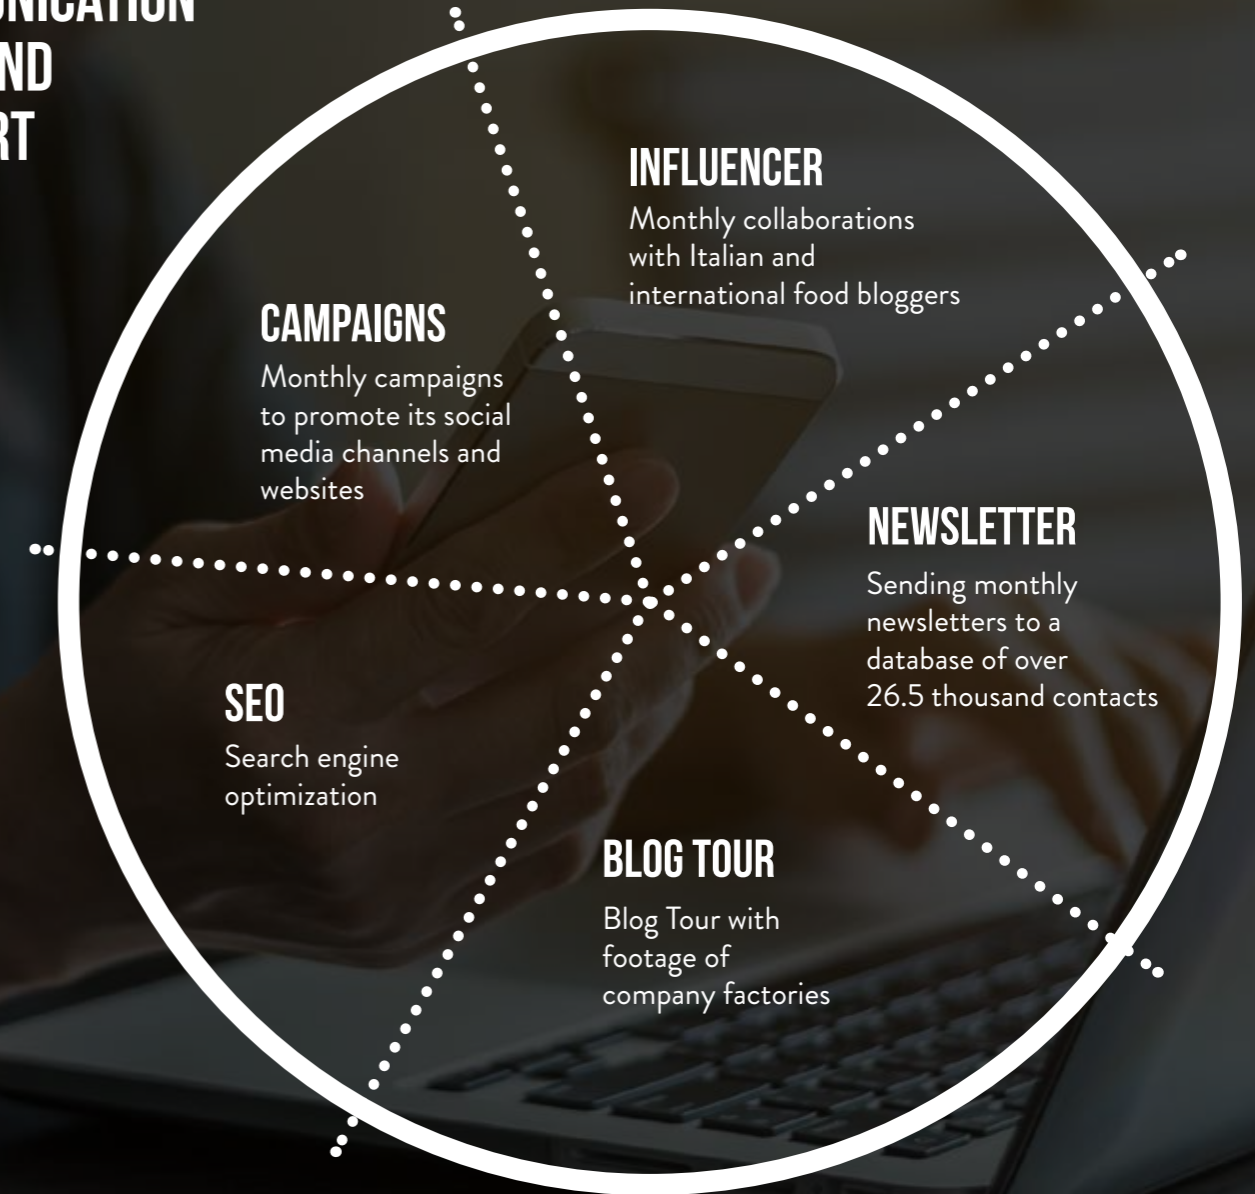 INFLUENCER
Monthly collaborations
with Italian and
international food bloggers
CAMPAIGNS
Monthly campaigns
to promote its social
media channels and
websites
NEWSLETTER
Sending monthly
newsletters to a
database of over
26.5 thousand contacts
SEO
Search engine
optimization
BLOG TOUR
Blog Tour with
footage of
company factories